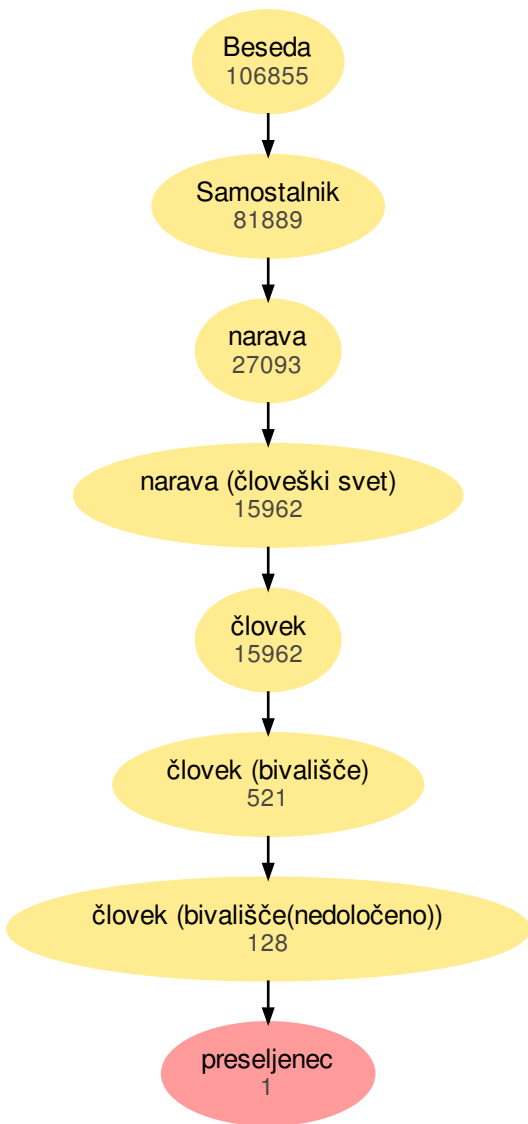 Beseda
106855
Samostalnik
81889
narava
27093
narava (človeški svet)
15962
človek
15962
človek (bivališče)
521
človek (bivališče(nedoločeno))
128
preseljenec
1